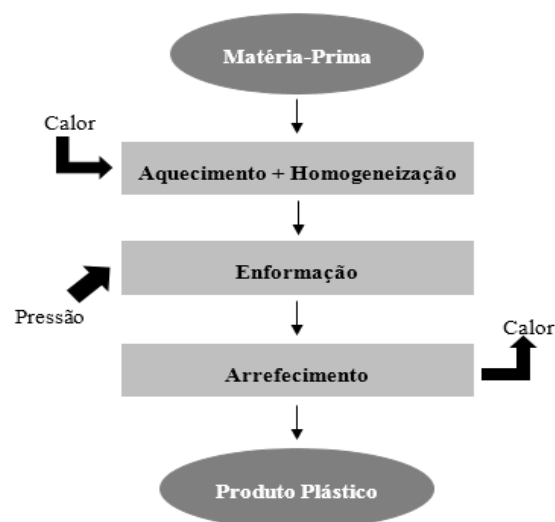 Matéria-Prima
Calor
Aquecimento + Homogeneização
Enformação
Pressão
Calor
Arrefecimento
Produto Plástico